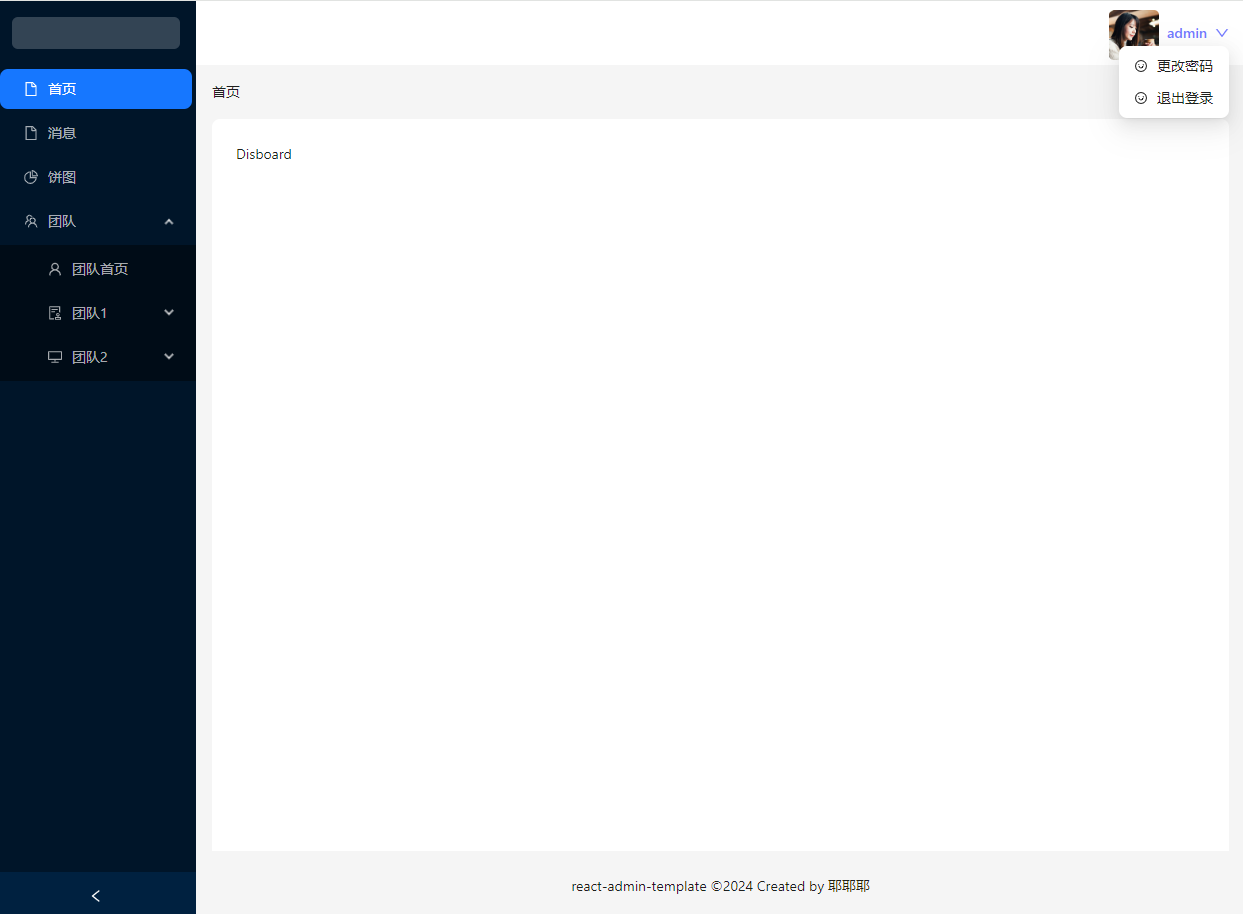 admin
更改密码
退出登录
首页
消息
饼图
团队
团队首页
团队1
团队2
首页
Disboard
react-admin-template ©2024 Created by 耶耶耶